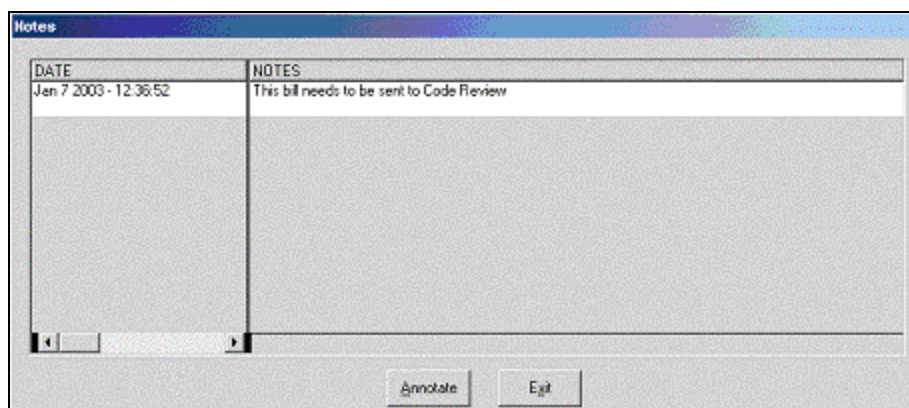 Notes
DATE NOTES
Jan 7 2003 - 12:36:52 This bill needs to be sent to Code Review
Annotate Exit